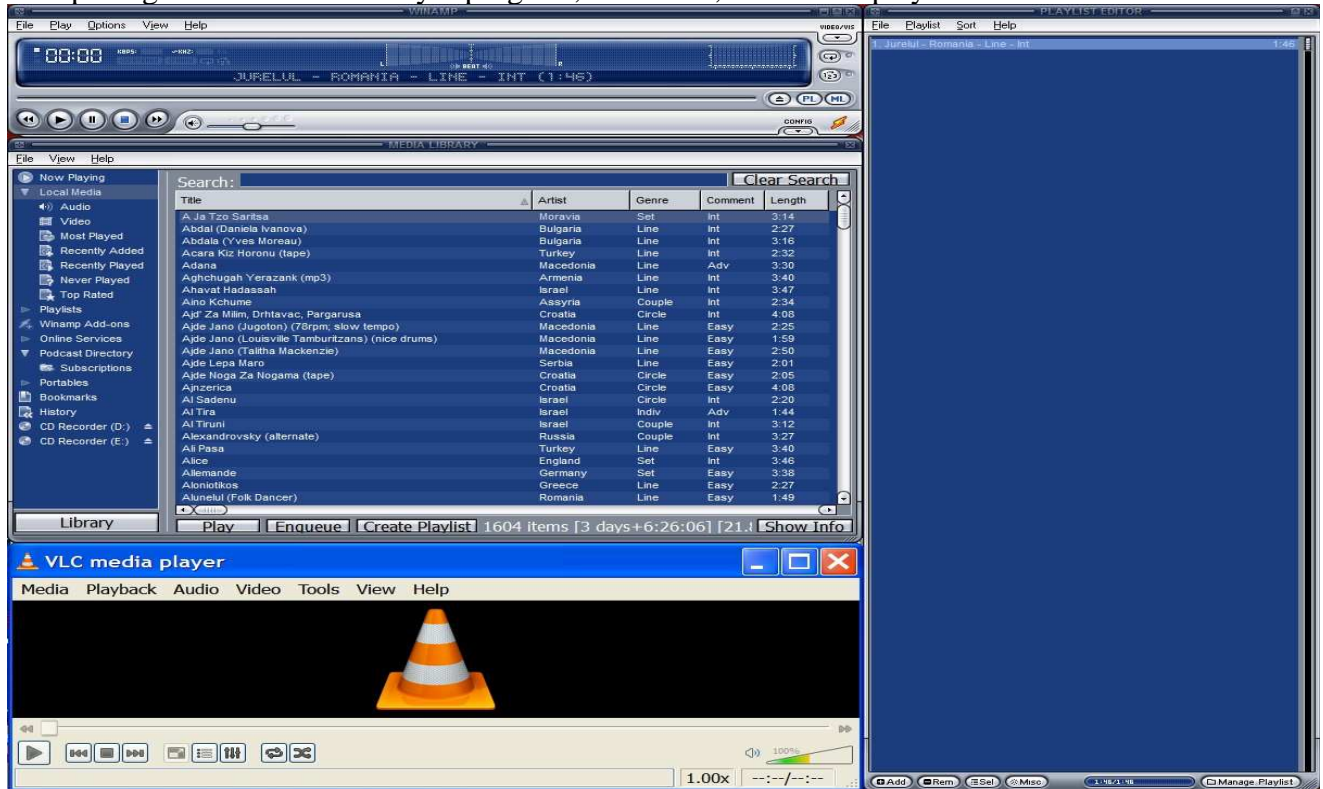 WINAMP
File Play Options View Help
VIDEO/VIS
00:00 KBPS: KHZ:
L BEAT R
JURELUL - ROMANIA - LINE - INT (1:46)
PL ML
CONFIG
MEDIA LIBRARY
File View Help
Now Playing
Local Media
Audio
Video
Most Played
Recently Added
Recently Played
Never Played
Top Rated
Playlists
Winamp Add-ons
Online Services
Podcast Directory
Subscriptions
Portables
Bookmarks
History
CD Recorder (D:)
CD Recorder (E:)
Library
Search: Clear Search
Title Artist Genre Comment Length
A Ja Tzo Saritsa Moravia Set Int 3:14
Abdal (Daniela Ivanova) Bulgaria Line Int 2:27
Abdala (Yves Moreau) Bulgaria Line Int 3:16
Acara Kiz Horonu (tape) Turkey Line Int 2:32
Adana Macedonia Line Adv 3:30
Aghchugah Yerazank (mp3) Armenia Line Int 3:40
Ahavat Hadassah Israel Line Int 3:47
Aino Kchume Assyria Couple Int 2:34
Ajd' Za Milim, Drhtavac, Pargarusa Croatia Circle Int 4:08
Ajde Jano (Jugoton) (78rpm; slow tempo) Macedonia Line Easy 2:25
Ajde Jano (Louisville Tamburitzans) (nice drums) Macedonia Line Easy 1:59
Ajde Jano (Talitha Mackenzie) Macedonia Line Easy 2:50
Ajde Lepa Maro Serbia Line Easy 2:01
Ajde Noga Za Nogama (tape) Croatia Circle Easy 2:05
Ajnzerica Croatia Circle Easy 4:08
Al Sadenu Israel Circle Int 2:20
Al Tira Israel Indiv Adv 1:44
Al Tiruni Israel Couple Int 3:12
Alexandrovsky (alternate) Russia Couple Int 3:27
Ali Pasa Turkey Line Easy 3:40
Alice England Set Int 3:46
Allemande Germany Set Easy 3:38
Aloniotikos Greece Line Easy 2:27
Alunelul (Folk Dancer) Romania Line Easy 1:49
Play Enqueue Create Playlist 1604 items [3 days+6:26:06] [21. Show Info
VLC media player
Media Playback Audio Video Tools View Help
100%
1.00x --:--/--:--
PLAYLIST EDITOR
File Playlist Sort Help
1. Jurelul - Romania - Line - Int 1:46
Add Rem Sel Misc 1:46/1:46 Manage Playlist